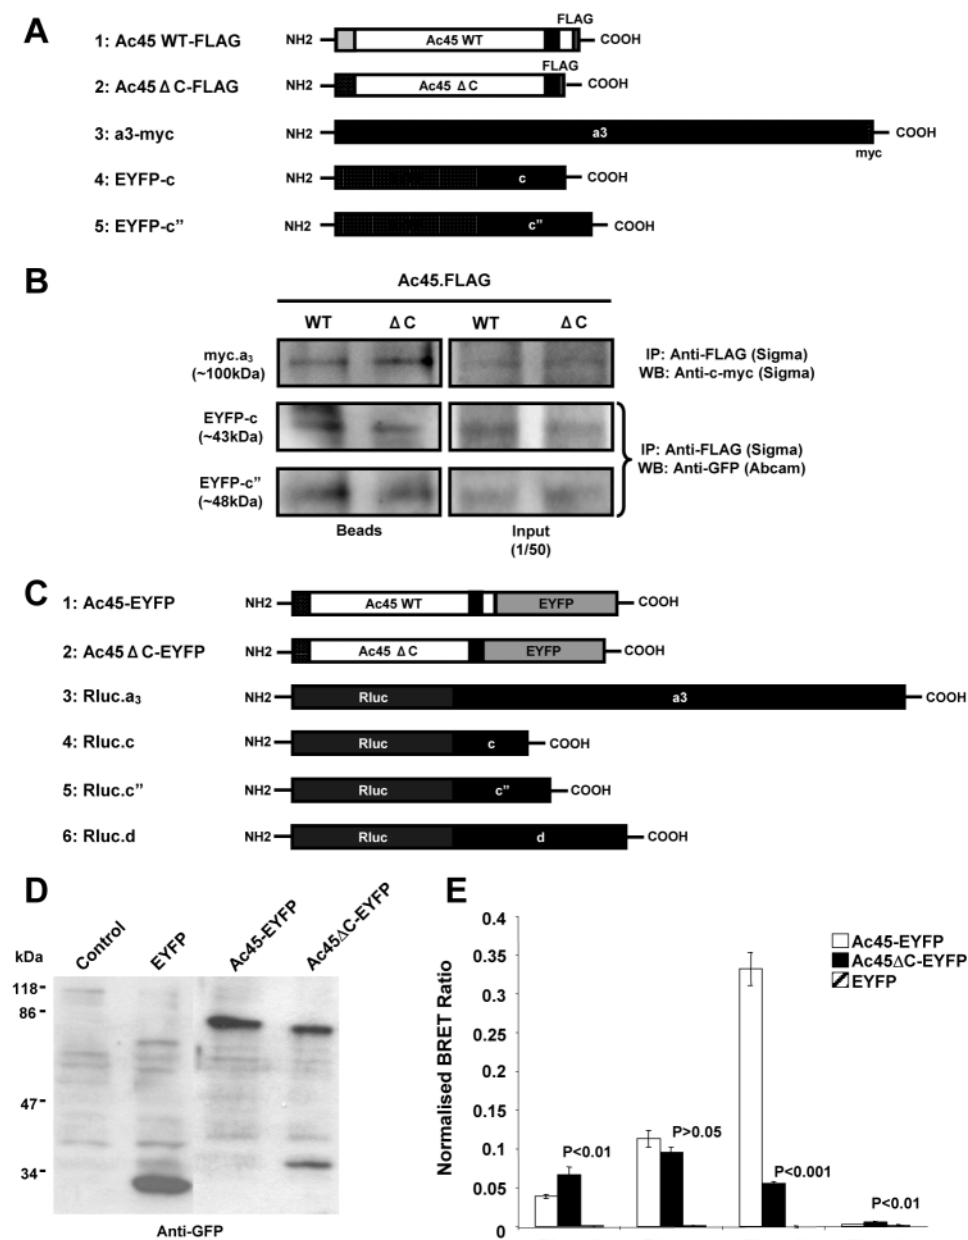 A
1: Ac45 WT-FLAG NH2 Ac45 WT FLAG COOH
2: Ac45 Δ C-FLAG NH2 Ac45 Δ C FLAG COOH
3: a3-myc NH2 a3 COOH
myc
4: EYFP-c NH2 c COOH
5: EYFP-c” NH2 c” COOH
B
Ac45.FLAG
WT Δ C WT Δ C
myc.a3
(~100kDa)
IP: Anti-FLAG (Sigma)
WB: Anti-c-myc (Sigma)
EYFP-c
(~43kDa)
EYFP-c”
(~48kDa)
IP: Anti-FLAG (Sigma)
WB: Anti-GFP (Abcam)
Beads
Input
(1/50)
C
1: Ac45-EYFP NH2 Ac45 WT EYFP COOH
2: Ac45 Δ C-EYFP NH2 Ac45 Δ C EYFP COOH
3: Rluc.a3 NH2 Rluc a3 COOH
4: Rluc.c NH2 Rluc c COOH
5: Rluc.c” NH2 Rluc c” COOH
6: Rluc.d NH2 Rluc d COOH
D
kDa
Control
EYFP
Ac45-EYFP
Ac45ΔC-EYFP
118
86
47
34
Anti-GFP
E
Normalised BRET Ratio
0.4
0.35
0.3
0.25
0.2
0.15
0.1
0.05
0
Ac45-EYFP
Ac45ΔC-EYFP
EYFP
P<0.01
P>0.05
P<0.001
P<0.01